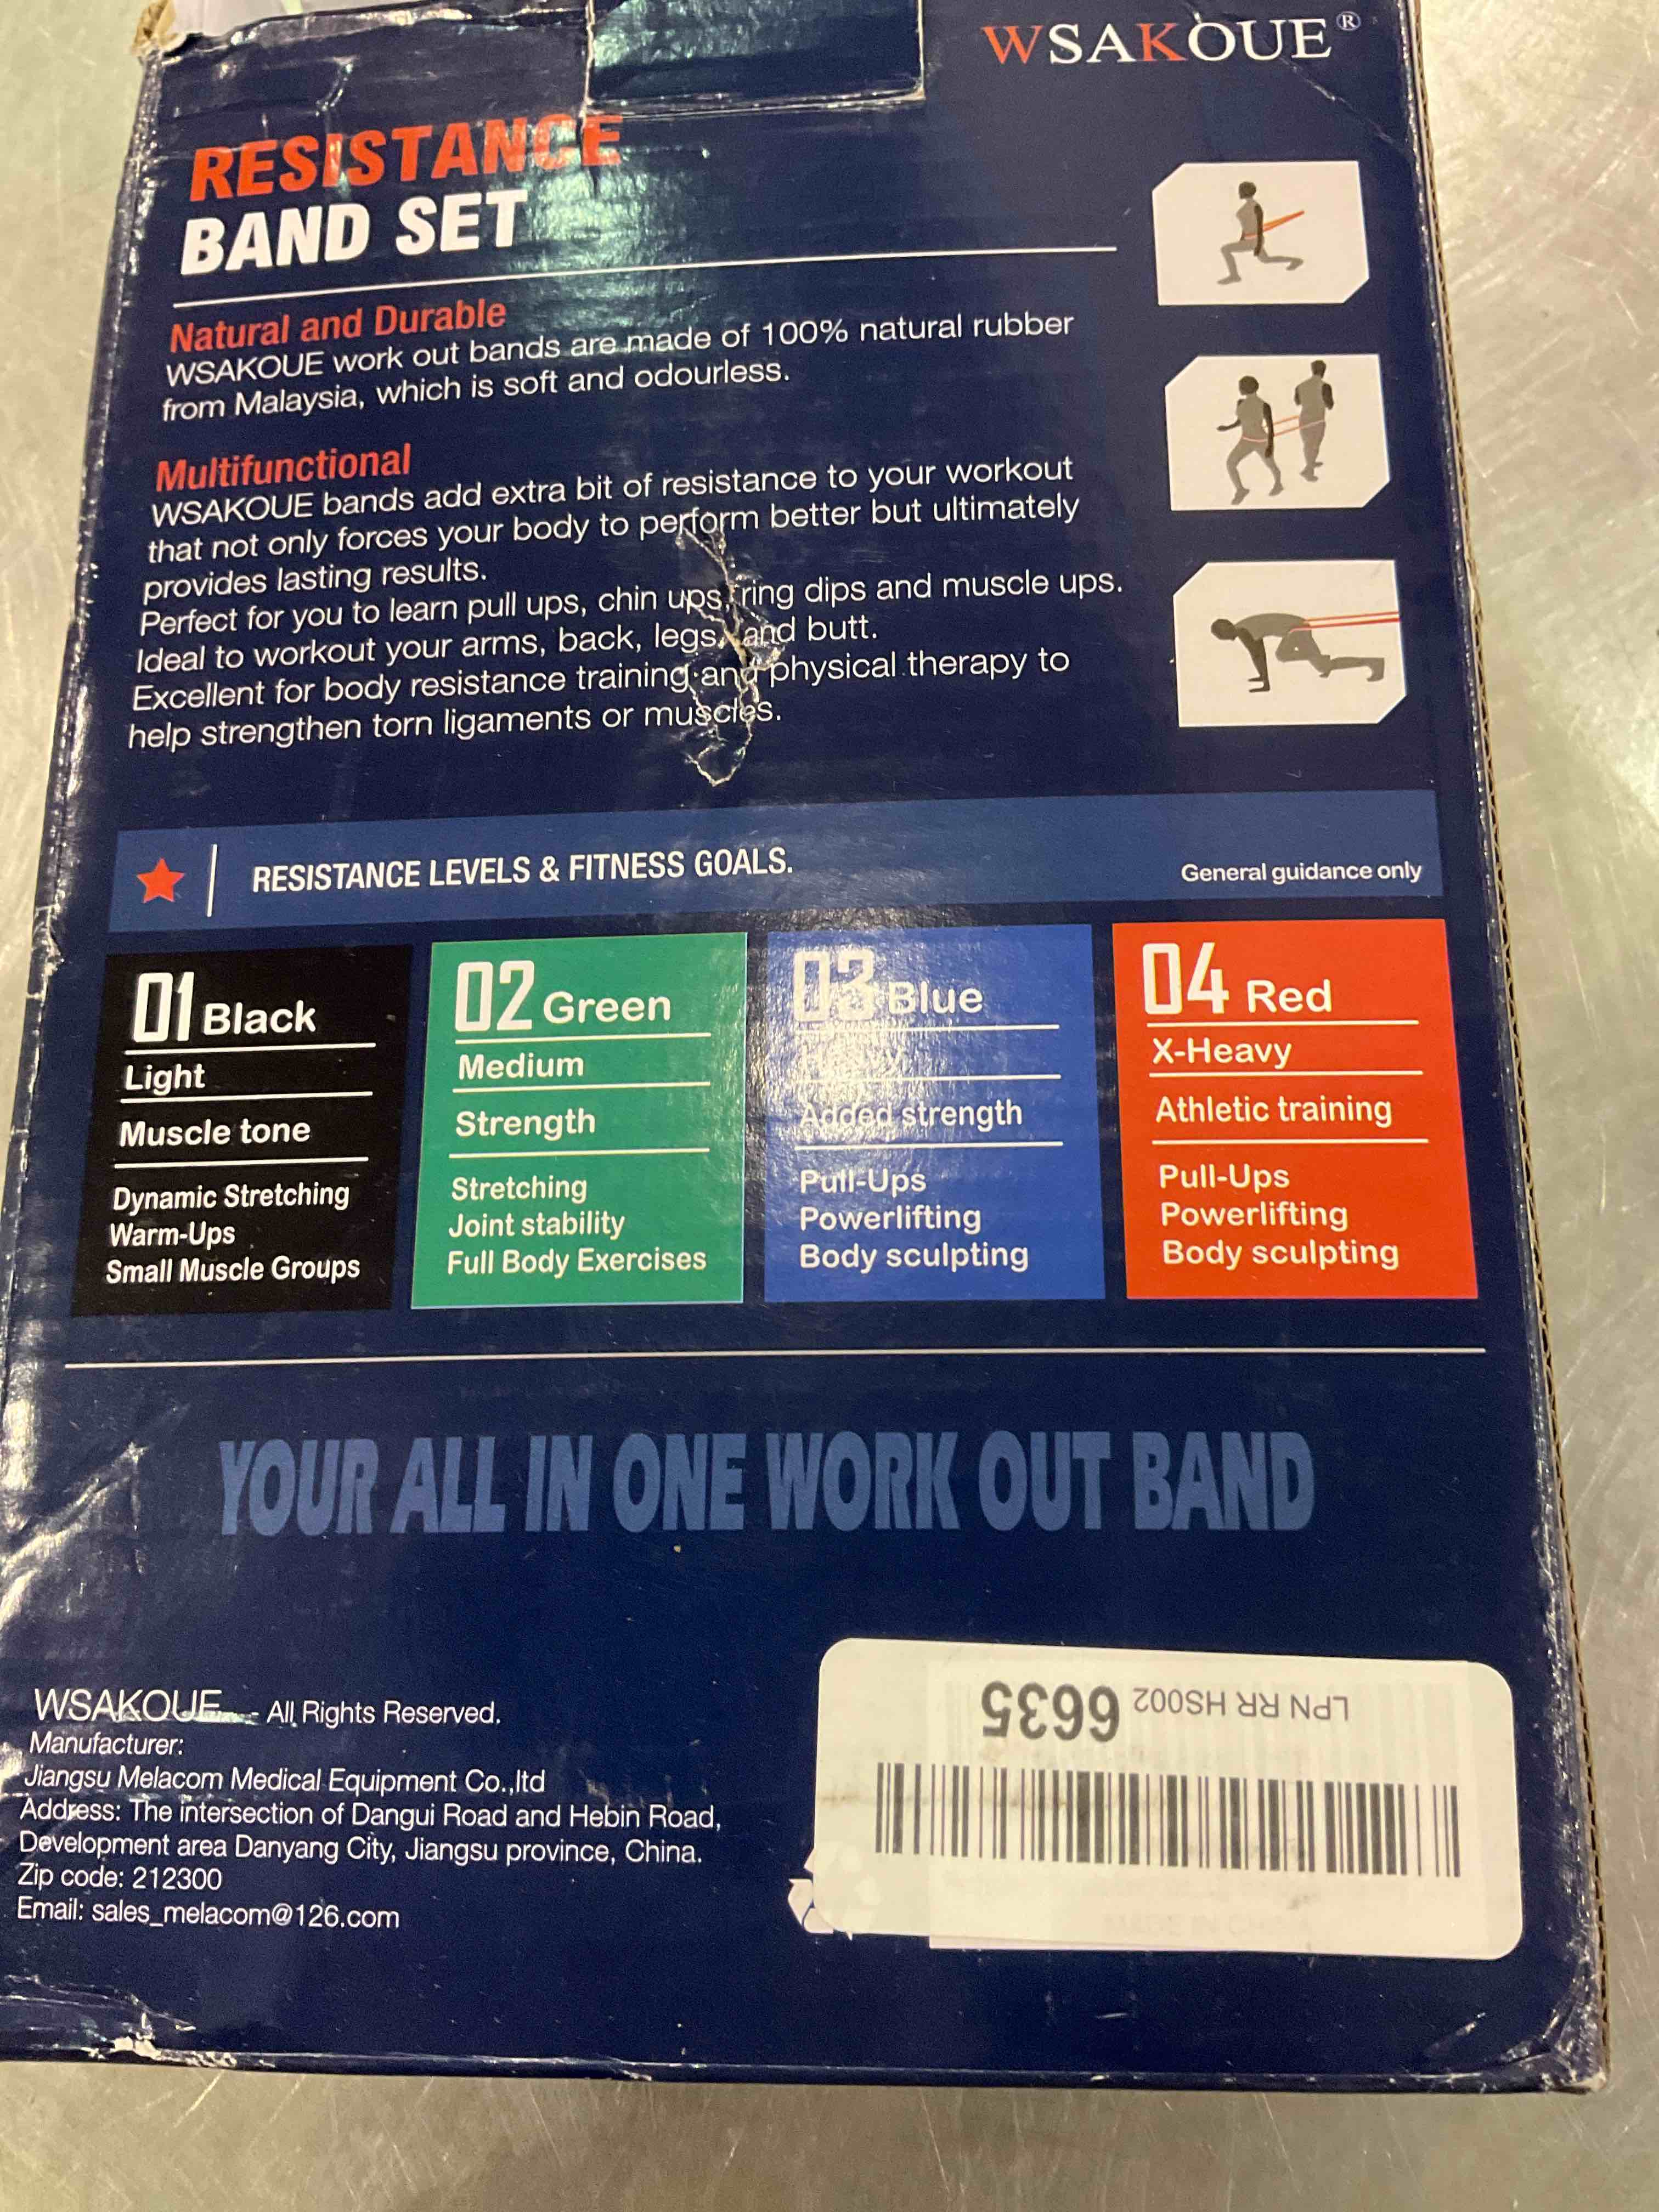 WSAKOUE®
RESISTANCE
BAND SET
Natural and Durable
WSAKOUE work out bands are made of 100% natural rubber
from Malaysia, which is soft and odourless.
Multifunctional
WSAKOUE bands add extra bit of resistance to your workout
that not only forces your body to perform better but ultimately
provides lasting results.
Perfect for you to learn pull ups, chin ups, ring dips and muscle ups.
Ideal to workout your arms, back, legs, and butt.
Excellent for body resistance training and physical therapy to
help strengthen torn ligaments or muscles.
RESISTANCE LEVELS & FITNESS GOALS.
General guidance only
01 Black
Light
Muscle tone
Dynamic Stretching
Warm-Ups
Small Muscle Groups
02 Green
Medium
Strength
Stretching
Joint stability
Full Body Exercises
03 Blue
Heavy
Added strength
Pull-Ups
Powerlifting
Body sculpting
04 Red
X-Heavy
Athletic training
Pull-Ups
Powerlifting
Body sculpting
YOUR ALL IN ONE WORK OUT BAND
WSAKOUE - All Rights Reserved.
Manufacturer:
Jiangsu Melacom Medical Equipment Co.,ltd
Address: The intersection of Dangui Road and Hebin Road,
Development area Danyang City, Jiangsu province, China.
Zip code: 212300
Email: sales_melacom@126.com
LPN RR HS002 6635